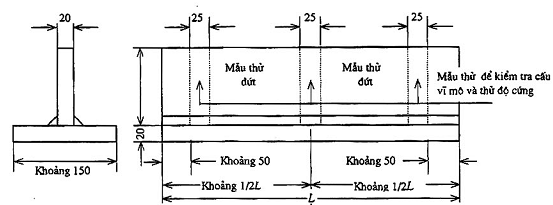 20
25
25
25
Mẫu thử
đứt
Mẫu thử
đứt
Mẫu thử để kiểm tra cấu
vĩ mô và thử độ cứng
20
Khoảng 150
Khoảng 50
Khoảng 50
Khoảng 1/2L
Khoảng 1/2L
L